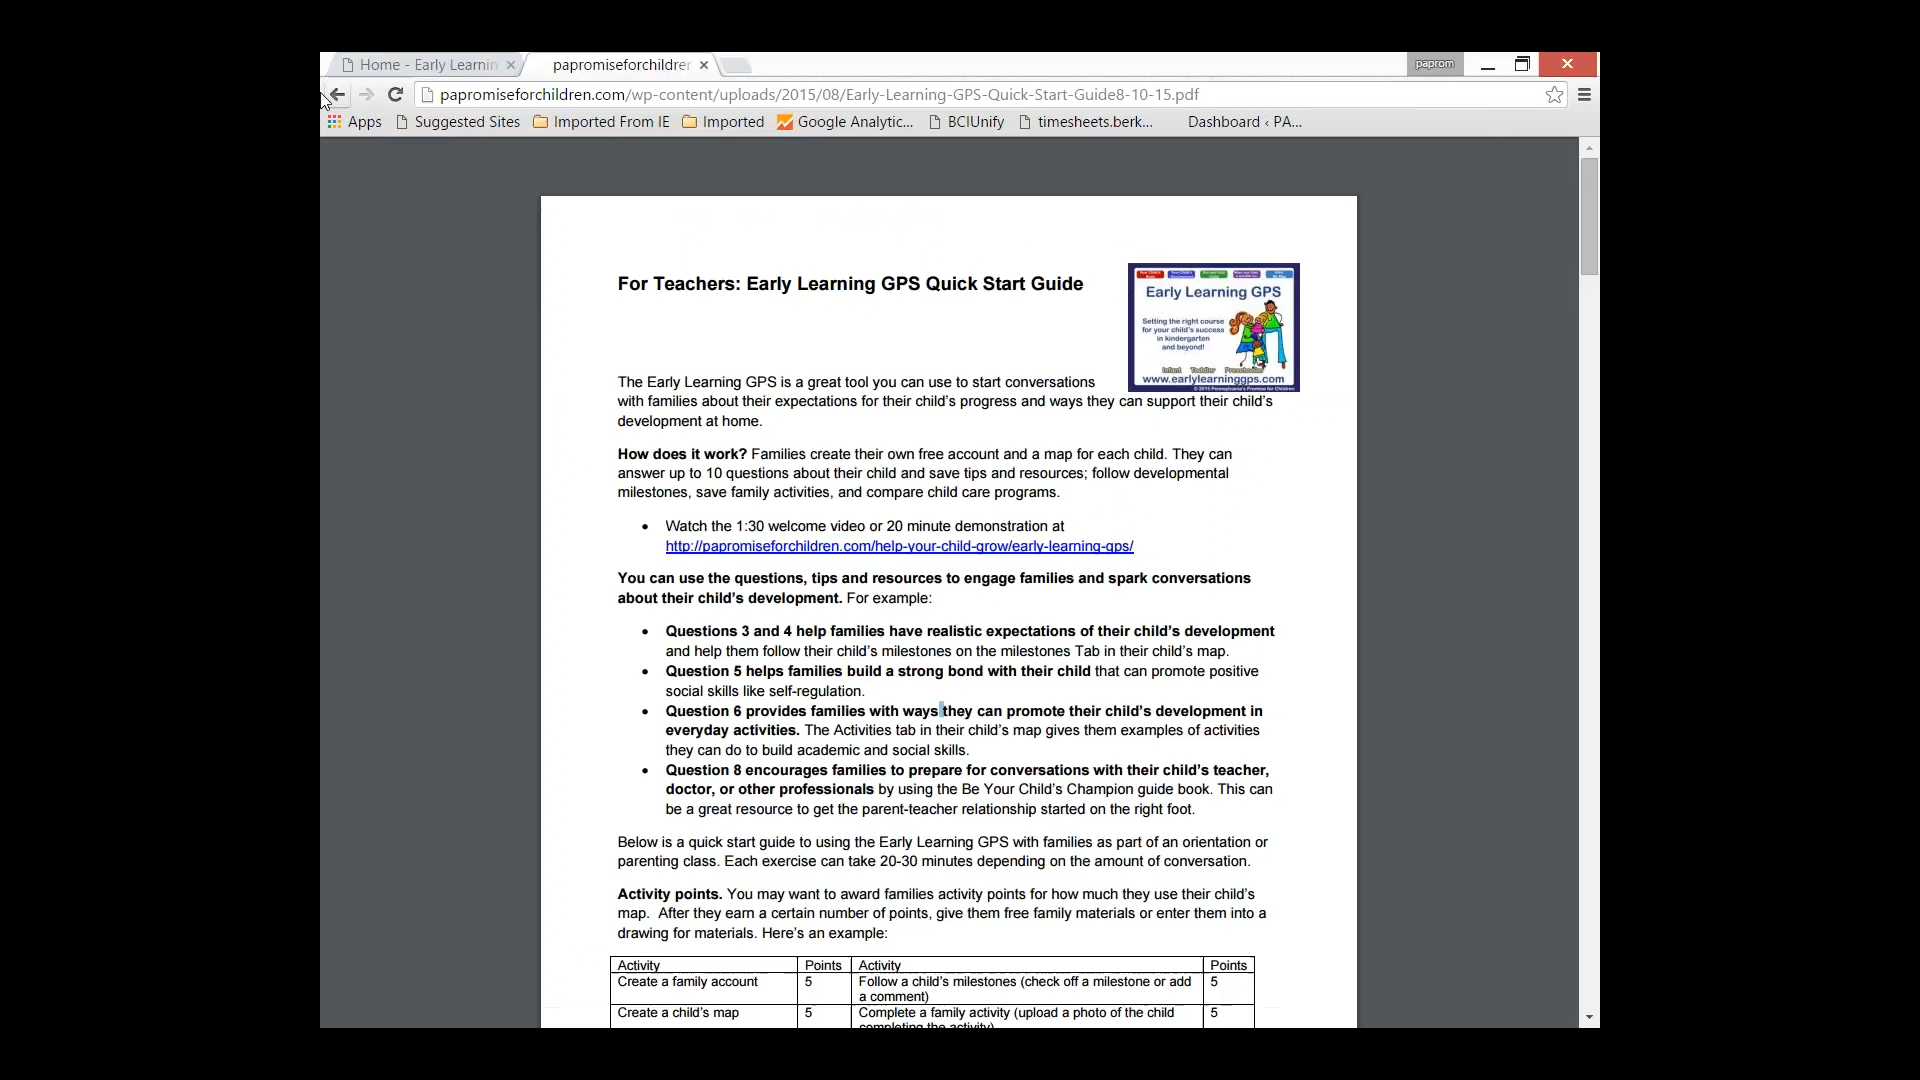 Home - Early Learnin
papromiseforchildren
paprom
papromiseforchildren.com/wp-content/uploads/2015/08/Early-Learning-GPS-Quick-Start-Guide8-10-15.pdf
Apps Suggested Sites Imported From IE Imported Google Analytic... BCIUnify timesheets.berk... Dashboard ‹ PA...
For Teachers: Early Learning GPS Quick Start Guide
Early Learning GPS
Setting the right course
for your child's success
in kindergarten
and beyond!
Infant Toddler Preschooler
www.earlylearninggps.com
© 2015 Pennsylvania's Promise for Children
The Early Learning GPS is a great tool you can use to start conversations
with families about their expectations for their child's progress and ways they can support their child's
development at home.
How does it work? Families create their own free account and a map for each child. They can
answer up to 10 questions about their child and save tips and resources; follow developmental
milestones, save family activities, and compare child care programs.
• Watch the 1:30 welcome video or 20 minute demonstration at
http://papromiseforchildren.com/help-your-child-grow/early-learning-gps/
You can use the questions, tips and resources to engage families and spark conversations
about their child's development. For example:
• Questions 3 and 4 help families have realistic expectations of their child's development
and help them follow their child's milestones on the milestones Tab in their child's map.
• Question 5 helps families build a strong bond with their child that can promote positive
social skills like self-regulation.
• Question 6 provides families with ways they can promote their child's development in
everyday activities. The Activities tab in their child's map gives them examples of activities
they can do to build academic and social skills.
• Question 8 encourages families to prepare for conversations with their child's teacher,
doctor, or other professionals by using the Be Your Child's Champion guide book. This can
be a great resource to get the parent-teacher relationship started on the right foot.
Below is a quick start guide to using the Early Learning GPS with families as part of an orientation or
parenting class. Each exercise can take 20-30 minutes depending on the amount of conversation.
Activity points. You may want to award families activity points for how much they use their child's
map. After they earn a certain number of points, give them free family materials or enter them into a
drawing for materials. Here's an example:
Activity Points Activity Points
Create a family account 5 Follow a child's milestones (check off a milestone or add 5
a comment)
Create a child's map 5 Complete a family activity (upload a photo of the child 5
completing the activity)